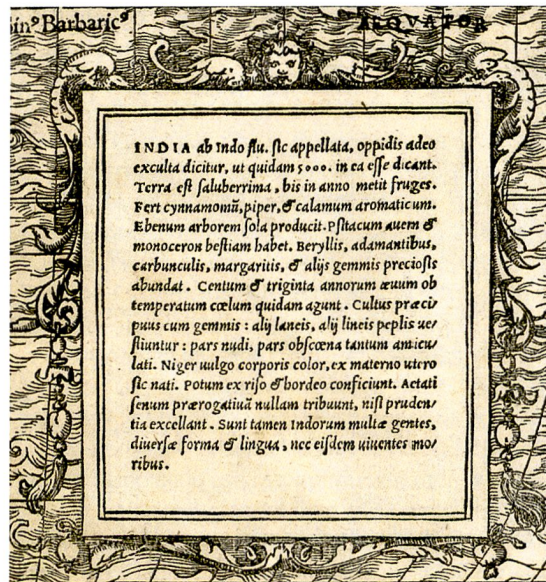 in⁹ Barbaric⁹
ÆQVATOR
INDIA ab Indo flu. ſic appellata, oppidis adeo
exculta dicitur, ut quidam 5000. in ea eſſe dicant.
Terra eſt ſaluberrima, bis in anno metit fruges.
Fert cynnamomū, piper, & calamum aromaticum.
Ebenum arborem ſola producit. Pſitacum auem &
monoceron beſtiam habet. Beryllis, adamantibus,
carbunculis, margaritis, & alijs gemmis precioſis
abundat. Centum & triginta annorum æuum ob
temperatum cœlum quidam agunt. Cultus præci/
puus cum gemmis : alij laneis, alij lineis peplis ue/
ſtiuntur : pars nudi, pars obſcœna tantum amicu/
lati. Niger uulgo corporis color, ex materno utero
ſic nati. Potum ex riſo & hordeo conficiunt. Aetati
ſenum prærogatiuā nullam tribuunt, niſi pruden/
tia excellant. Sunt tamen Indorum multæ gentes,
diuerſæ forma & lingua, nec eiſdem uiuentes mo/
ribus.